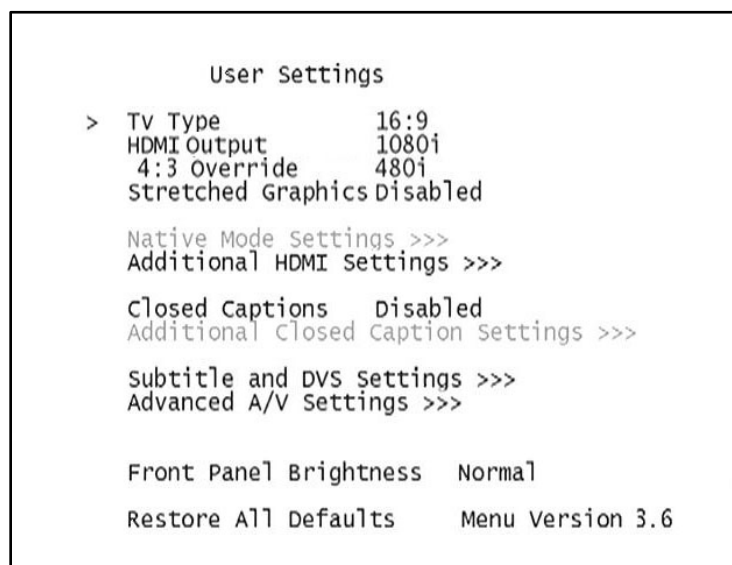 User Settings
> TV Type 16:9
HDMI Output 1080i
4:3 Override 480i
Stretched Graphics Disabled
Native Mode Settings >>>
Additional HDMI Settings >>>
Closed Captions Disabled
Additional Closed Caption Settings >>>
Subtitle and DVS Settings >>>
Advanced A/V Settings >>>
Front Panel Brightness Normal
Restore All Defaults Menu Version 3.6